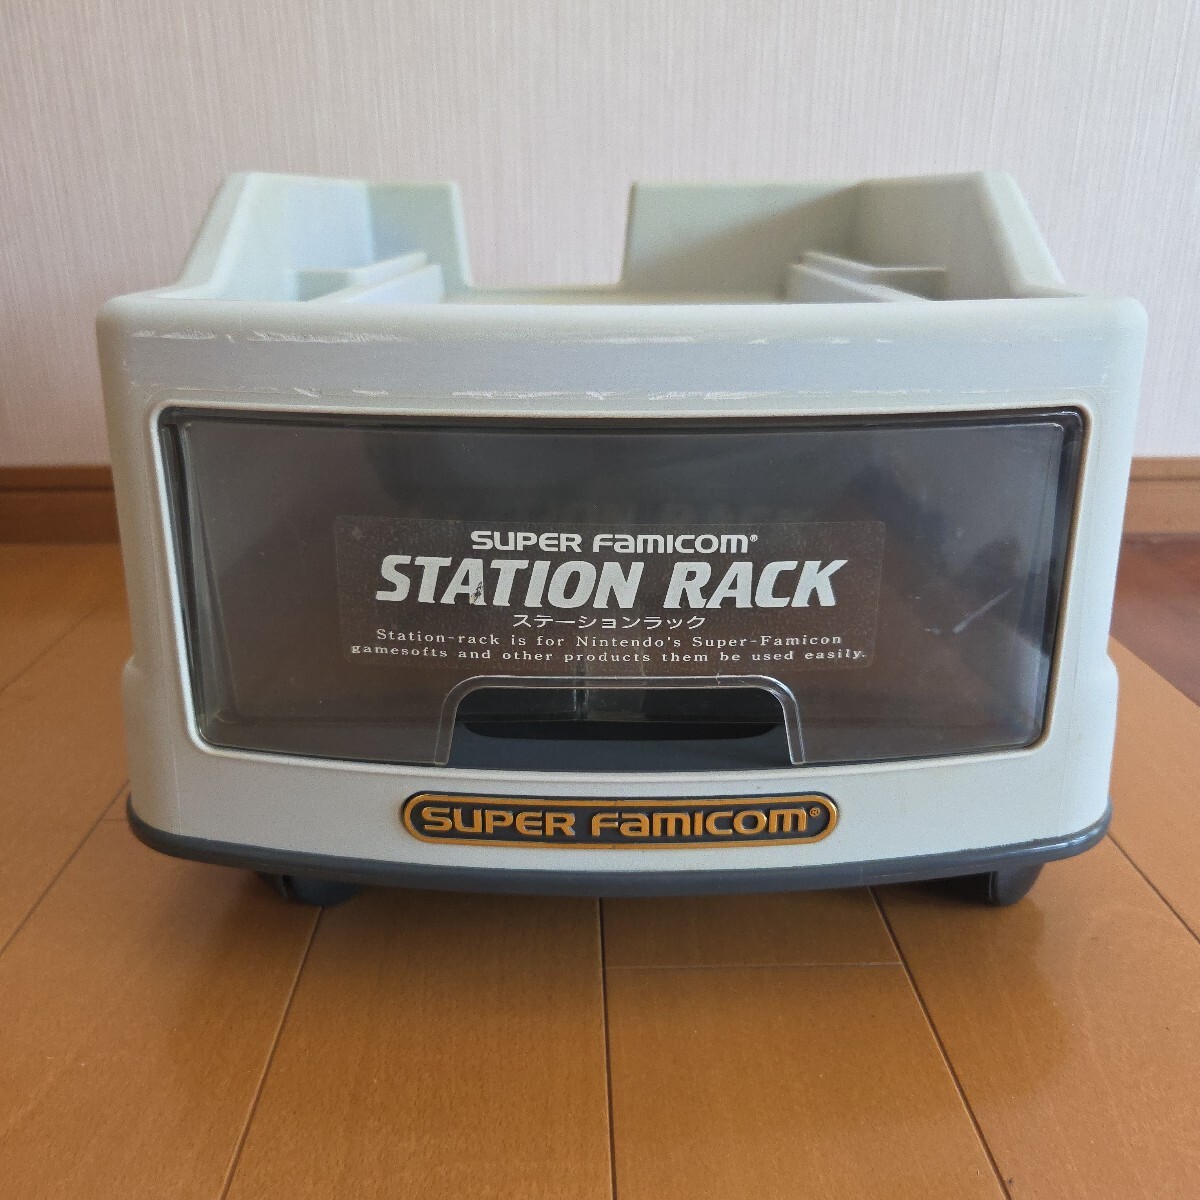 SUPER FAMICOM®
STATION RACK
ステーションラック
Station-rack is for Nintendo's Super-Famicon
gamesofts and other products them be used easily.
SUPER FAMICOM®